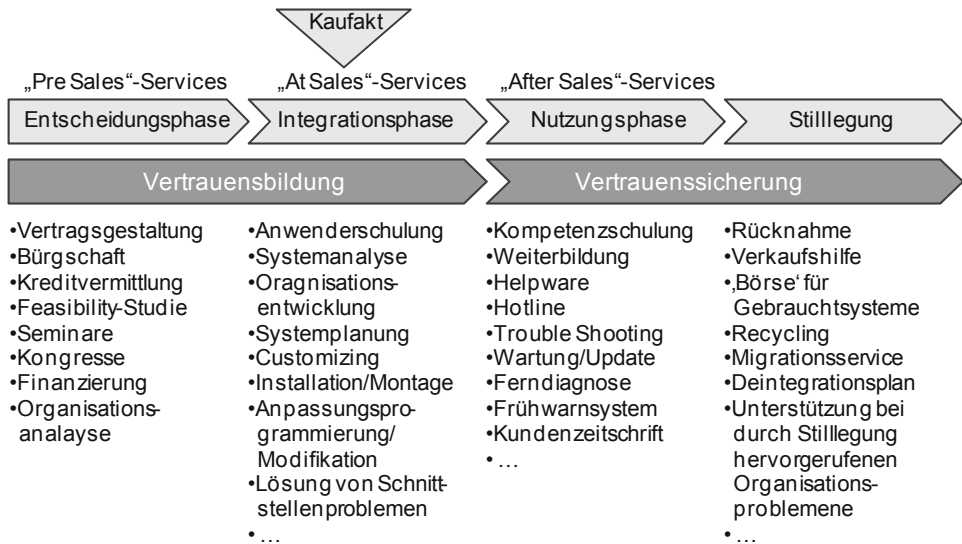 Kaufakt
„Pre Sales“-Services
„At Sales“-Services
„After Sales“-Services
Entscheidungsphase
Integrationsphase
Nutzungsphase
Stilllegung
Vertrauensbildung
Vertrauenssicherung
•Vertragsgestaltung
•Bürgschaft
•Kreditvermittlung
•Feasibility-Studie
•Seminare
•Kongresse
•Finanzierung
•Organisations-
analayse
•Anwenderschulung
•Systemanalyse
•Oragnisations-
entwicklung
•Systemplanung
•Customizing
•Installation/Montage
•Anpassungspro-
grammierung/
Modifikation
•Lösung von Schnitt-
stellenproblemen
• ...
•Kompetenzschulung
•Weiterbildung
•Helpware
•Hotline
•Trouble Shooting
•Wartung/Update
•Ferndiagnose
•Frühwarnsystem
•Kundenzeitschrift
• ...
•Rücknahme
•Verkaufshilfe
•‚Börse‘ für
Gebrauchtsysteme
•Recycling
•Migrationsservice
•Deintegrationsplan
•Unterstützung bei
durch Stilllegung
hervorgerufenen
Organisations-
problemene
• ...